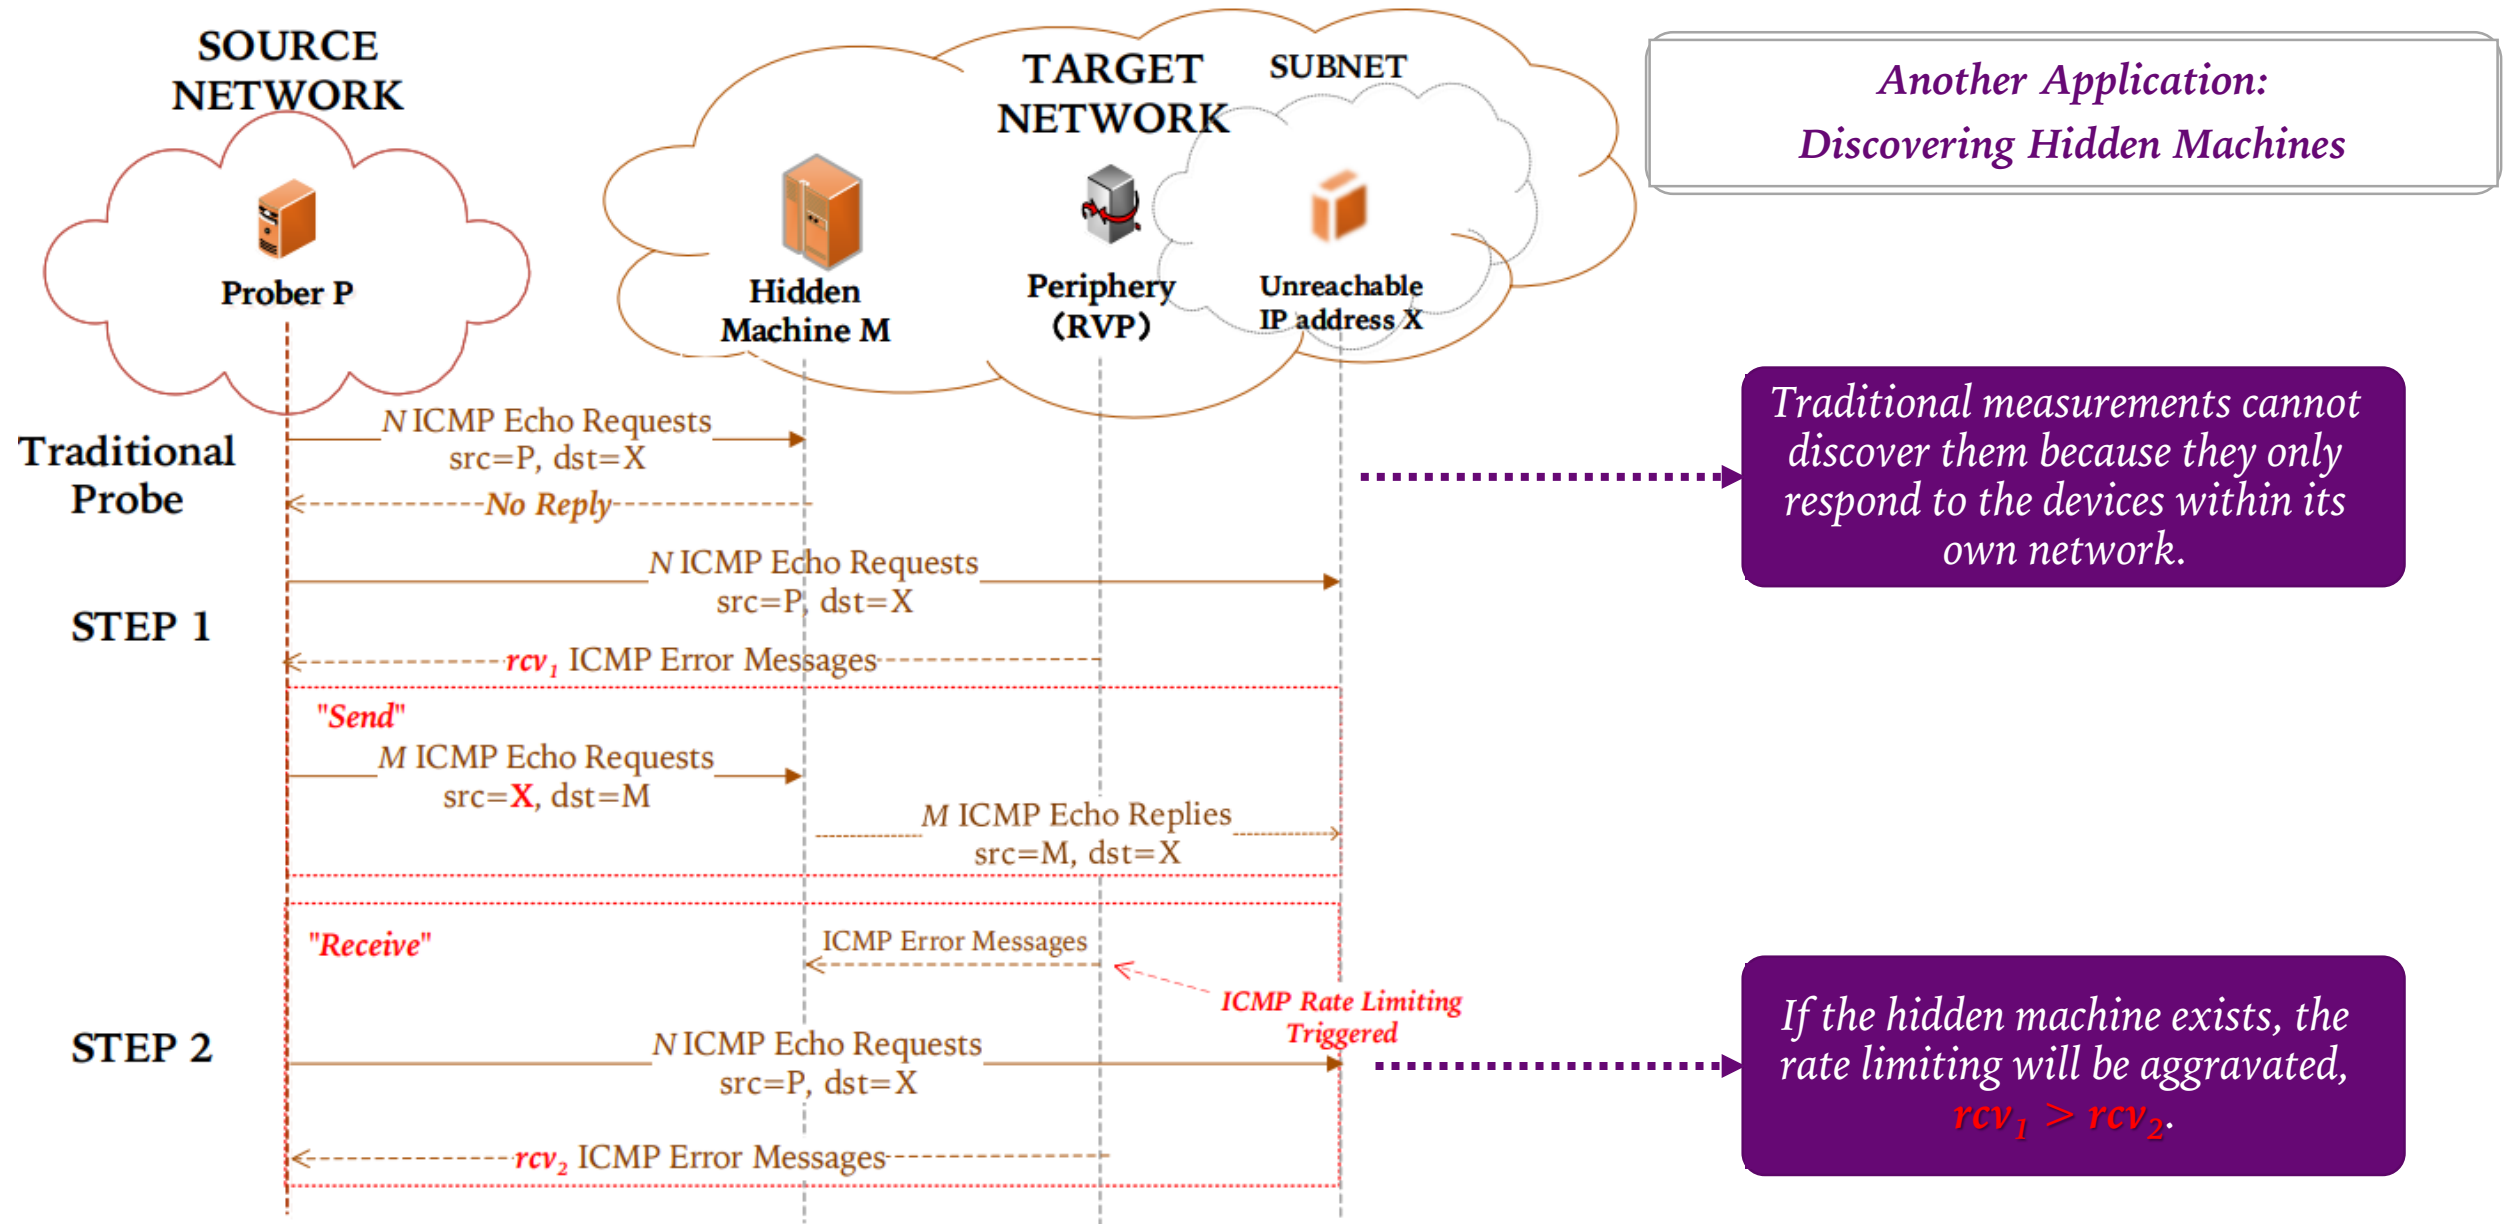 SOURCE
NETWORK
TARGET
NETWORK
SUBNET
Another Application:
Discovering Hidden Machines
Prober P
Hidden
Machine M
Periphery
(RVP)
Unreachable
IP address X
Traditional
Probe
N ICMP Echo Requests
src=P, dst=X
No Reply
Traditional measurements cannot
discover them because they only
respond to the devices within its
own network.
STEP 1
N ICMP Echo Requests
src=P, dst=X
rcv1 ICMP Error Messages
"Send"
M ICMP Echo Requests
src=X, dst=M
M ICMP Echo Replies
src=M, dst=X
STEP 2
"Receive"
ICMP Error Messages
ICMP Rate Limiting
Triggered
N ICMP Echo Requests
src=P, dst=X
rcv2 ICMP Error Messages
If the hidden machine exists, the
rate limiting will be aggravated,
rcv1 > rcv2.